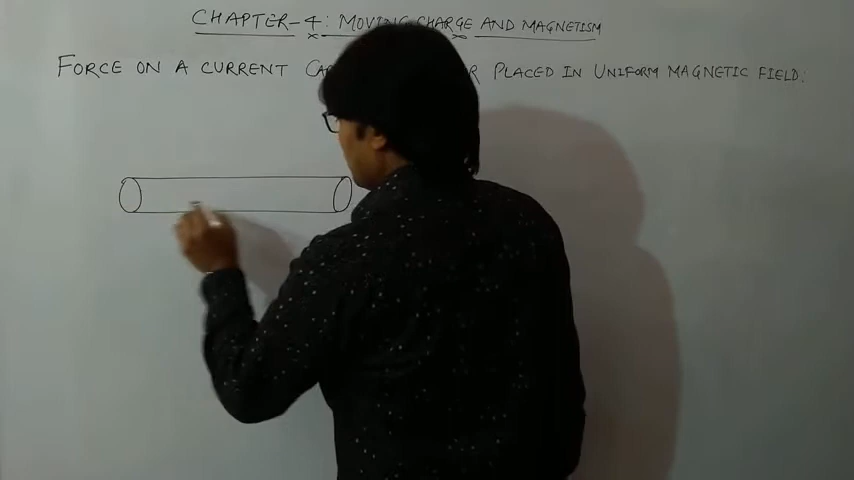 CHAPTER-4: MOVING CHARGE AND MAGNETISM
FORCE ON A CURRENT PLACED IN UNIFORM MAGNETIC FIELD: